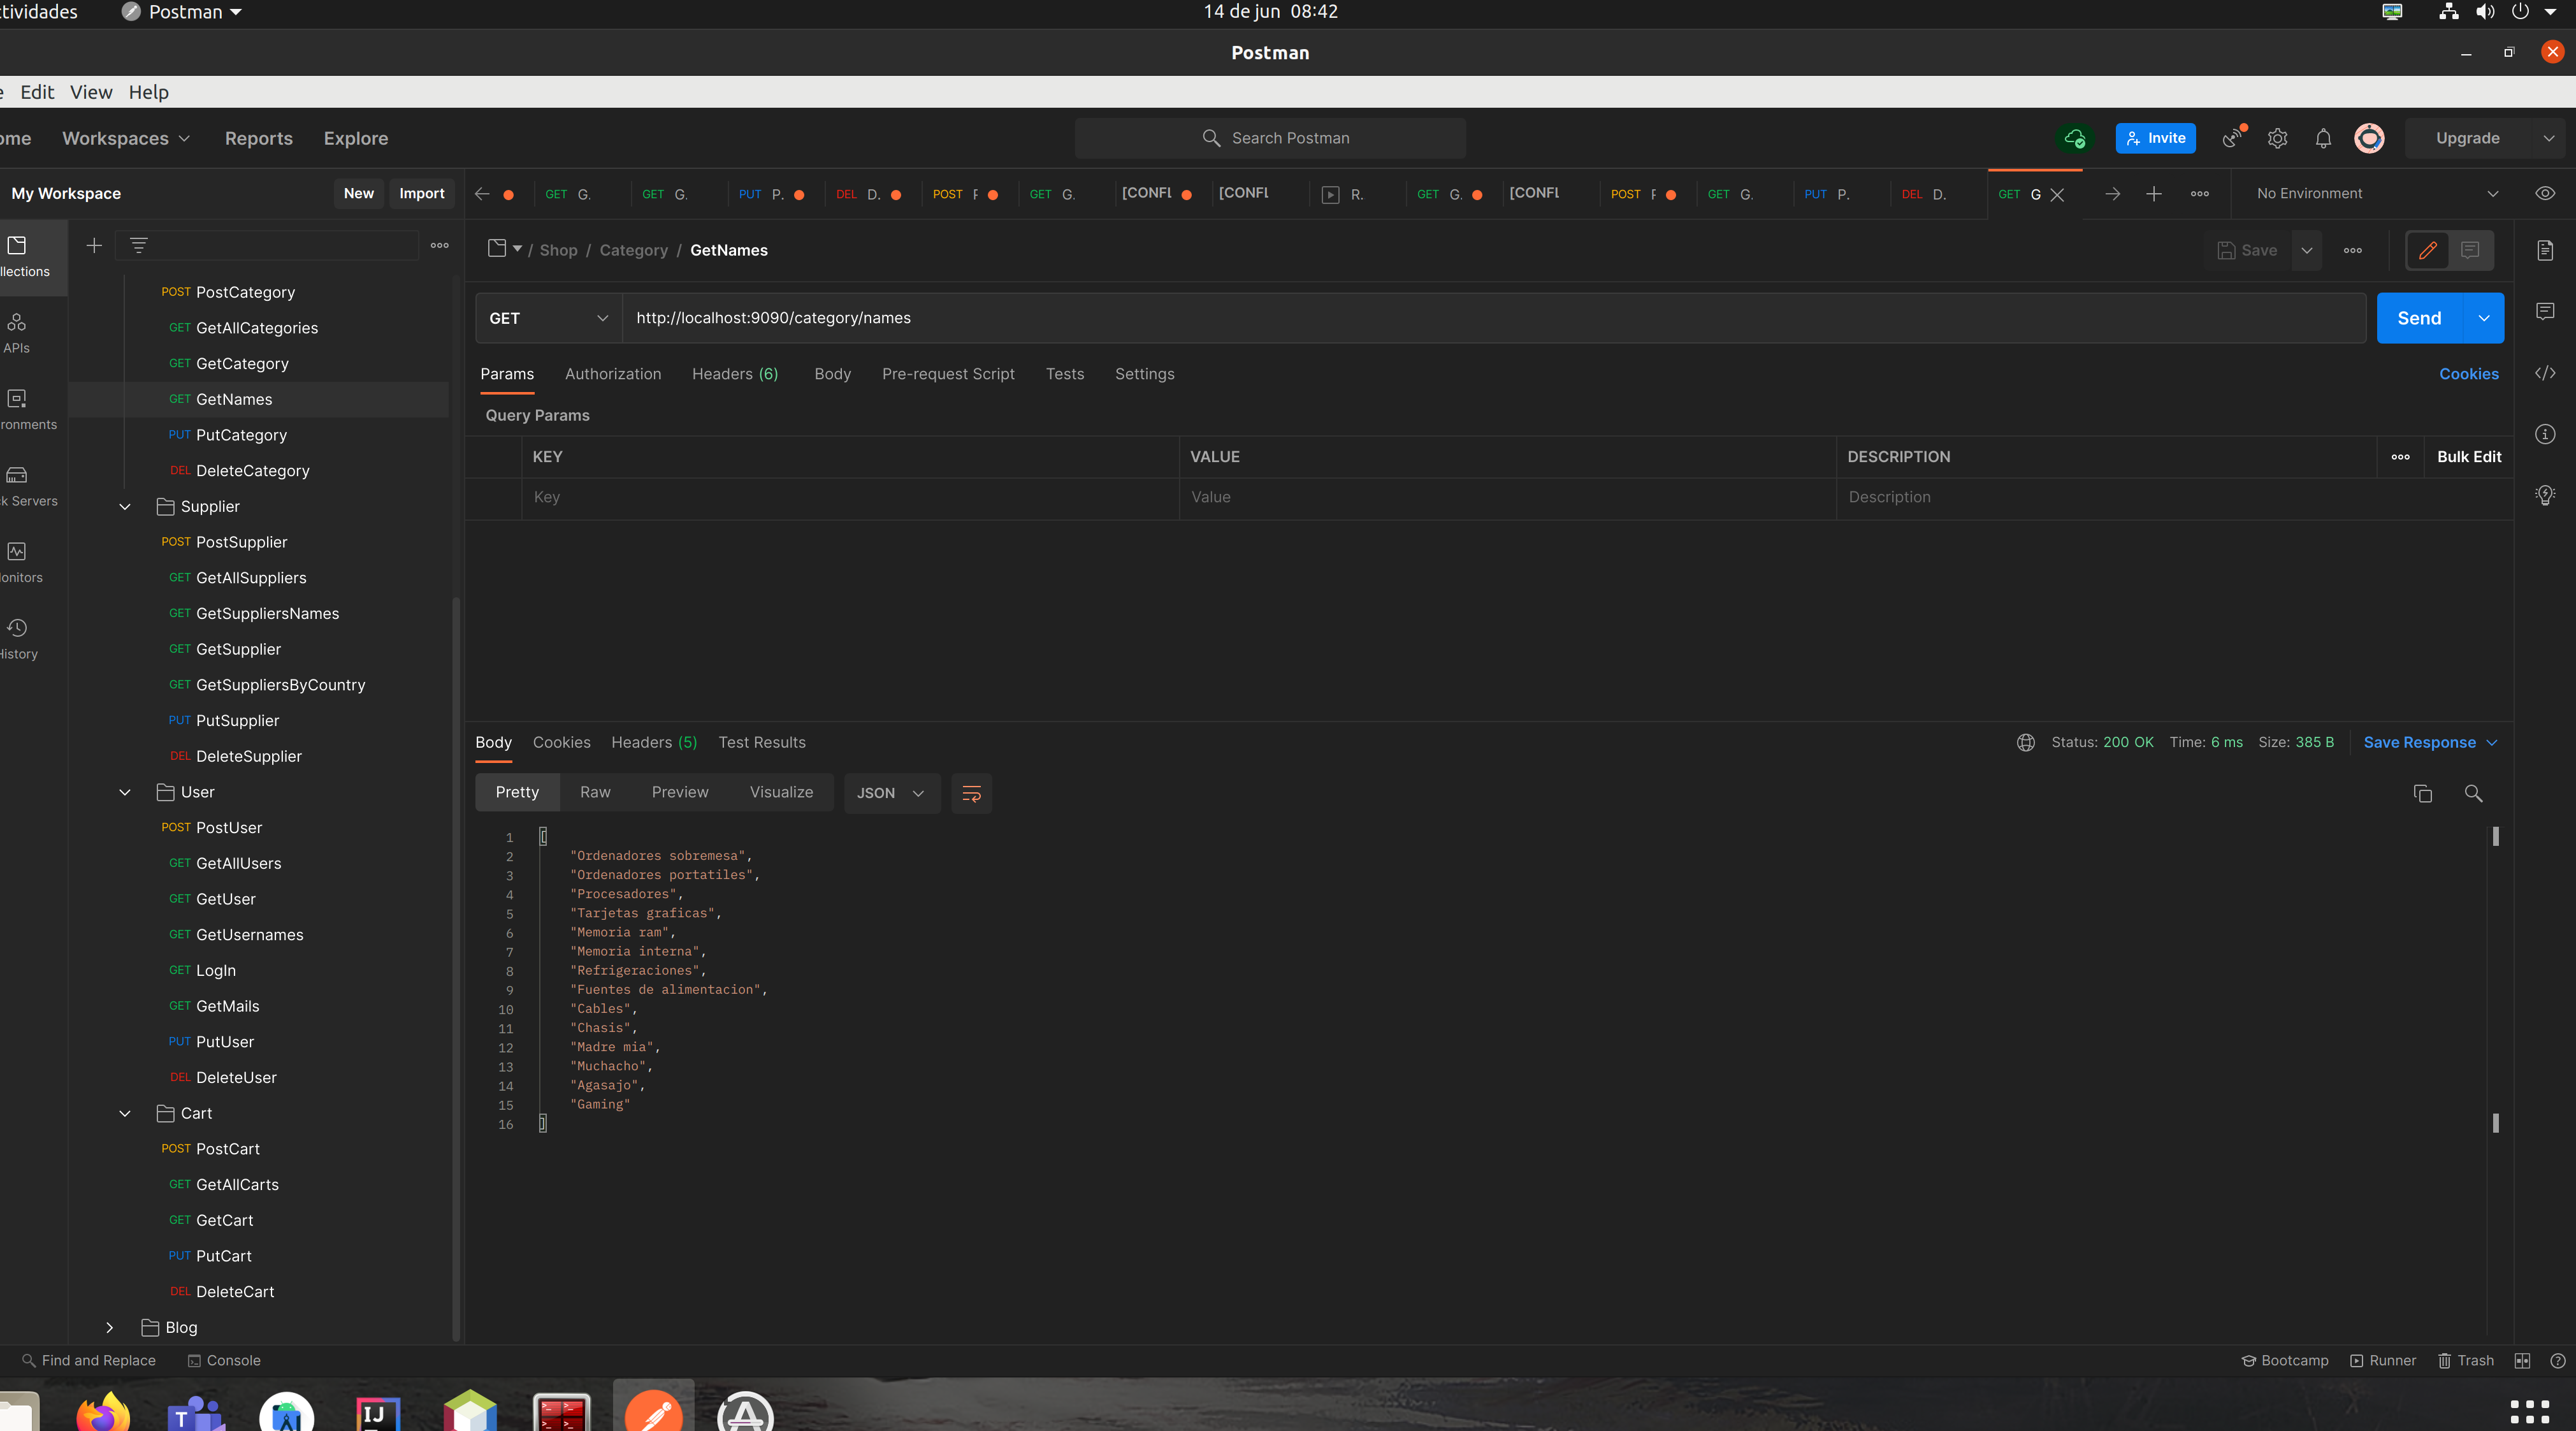 ctividades Postman 14 de jun 08:42
Postman
Edit View Help
ome Workspaces Reports Explore Search Postman Invite Upgrade
My Workspace New Import GET G. GET G. PUT P. DEL D. POST F GET G. [CONFL [CONFL R. GET G. [CONFL POST F GET G. PUT P. DEL D. GET G No Environment
llections
APIs
ronments
k Servers
onitors
History
POST PostCategory
GET GetAllCategories
GET GetCategory
GET GetNames
PUT PutCategory
DEL DeleteCategory
Supplier
POST PostSupplier
GET GetAllSuppliers
GET GetSuppliersNames
GET GetSupplier
GET GetSuppliersByCountry
PUT PutSupplier
DEL DeleteSupplier
User
POST PostUser
GET GetAllUsers
GET GetUser
GET GetUsernames
GET LogIn
GET GetMails
PUT PutUser
DEL DeleteUser
Cart
POST PostCart
GET GetAllCarts
GET GetCart
PUT PutCart
DEL DeleteCart
Blog
/ Shop / Category / GetNames Save
GET http://localhost:9090/category/names Send
Params Authorization Headers (6) Body Pre-request Script Tests Settings Cookies
Query Params
KEY VALUE DESCRIPTION Bulk Edit
Key Value Description
Body Cookies Headers (5) Test Results Status: 200 OK Time: 6 ms Size: 385 B Save Response
Pretty Raw Preview Visualize JSON
1 [
2 "Ordenadores sobremesa",
3 "Ordenadores portatiles",
4 "Procesadores",
5 "Tarjetas graficas",
6 "Memoria ram",
7 "Memoria interna",
8 "Refrigeraciones",
9 "Fuentes de alimentacion",
10 "Cables",
11 "Chasis",
12 "Madre mia",
13 "Muchacho",
14 "Agasajo",
15 "Gaming"
16 ]
Find and Replace Console Bootcamp Runner Trash
T IJ